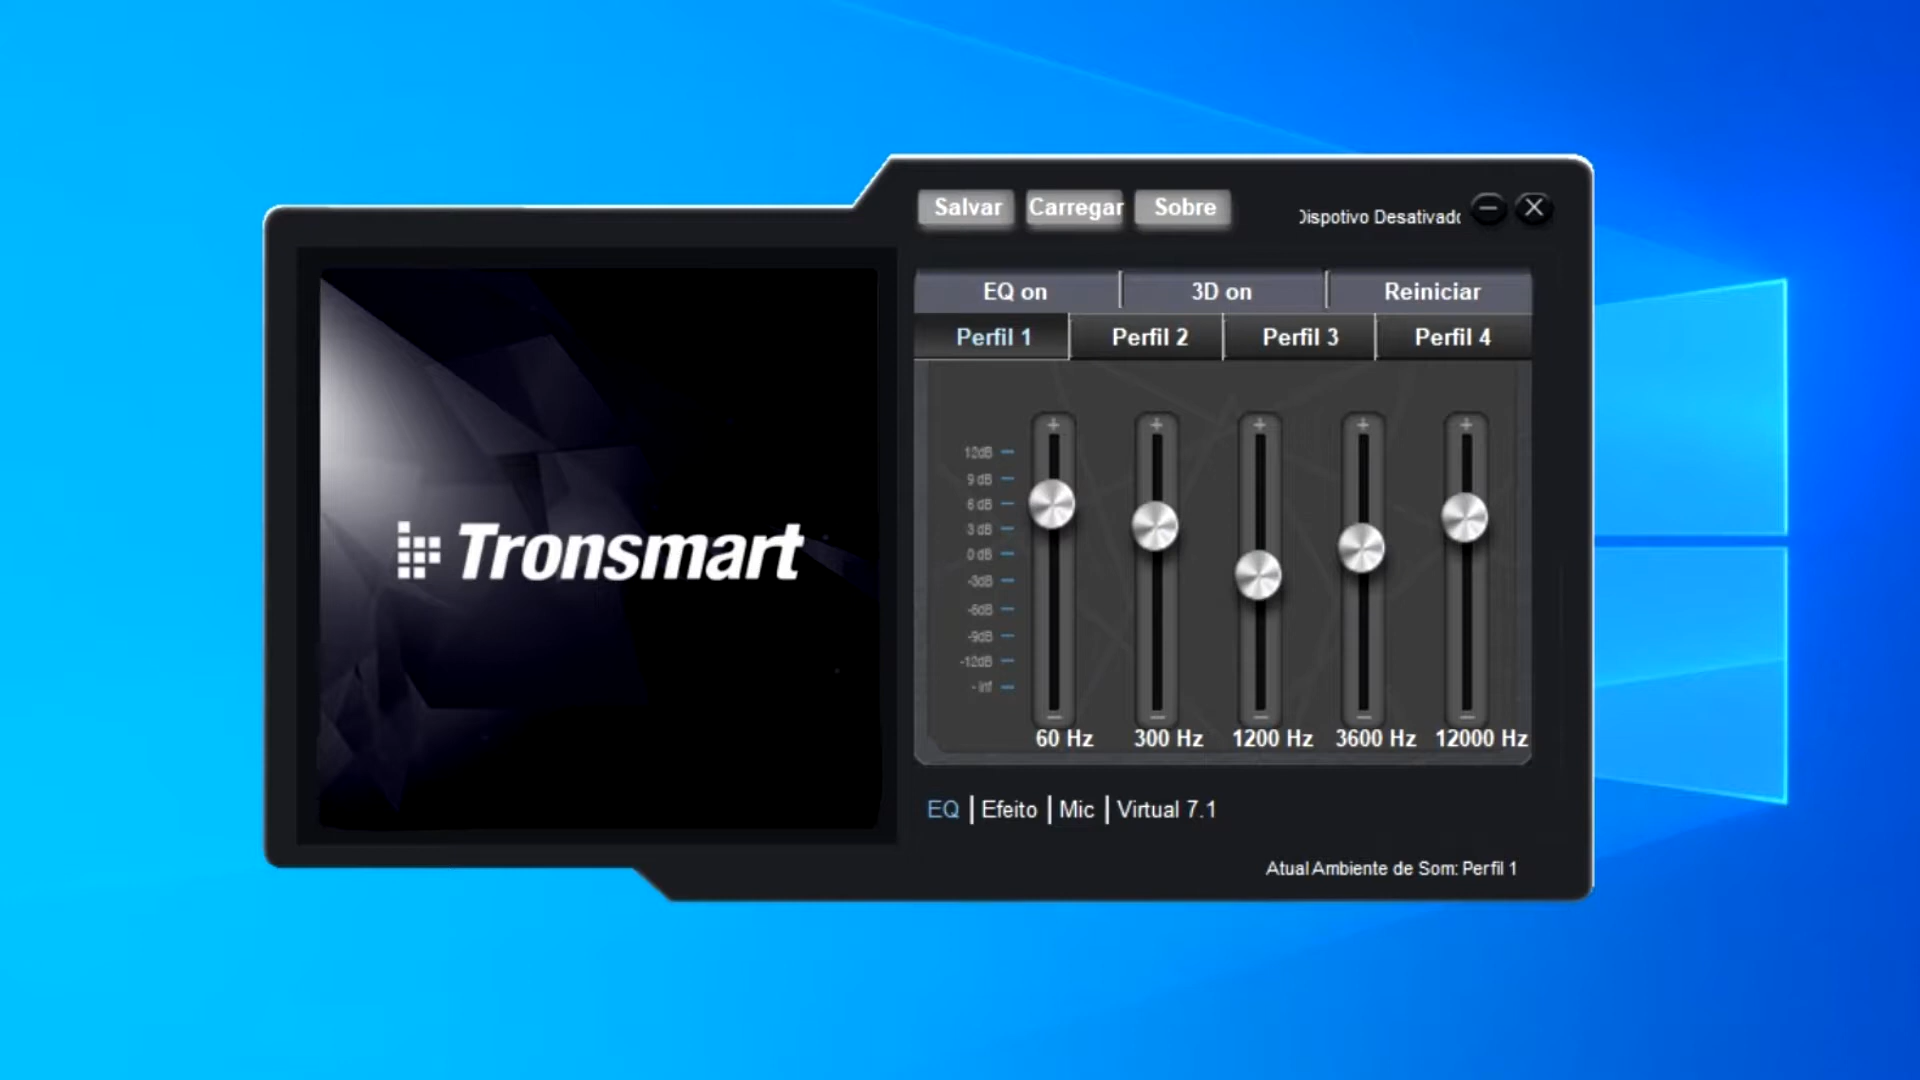 Salvar Carregar Sobre
Dispotivo Desativado
EQ on 3D on Reiniciar
Perfil 1 Perfil 2 Perfil 3 Perfil 4
Tronsmart
12dB
9 dB
6 dB
3 dB
0 dB
-3dB
-6dB
-9dB
-12dB
- inf
60 Hz 300 Hz 1200 Hz 3600 Hz 12000 Hz
EQ Efeito Mic Virtual 7.1
Atual Ambiente de Som: Perfil 1